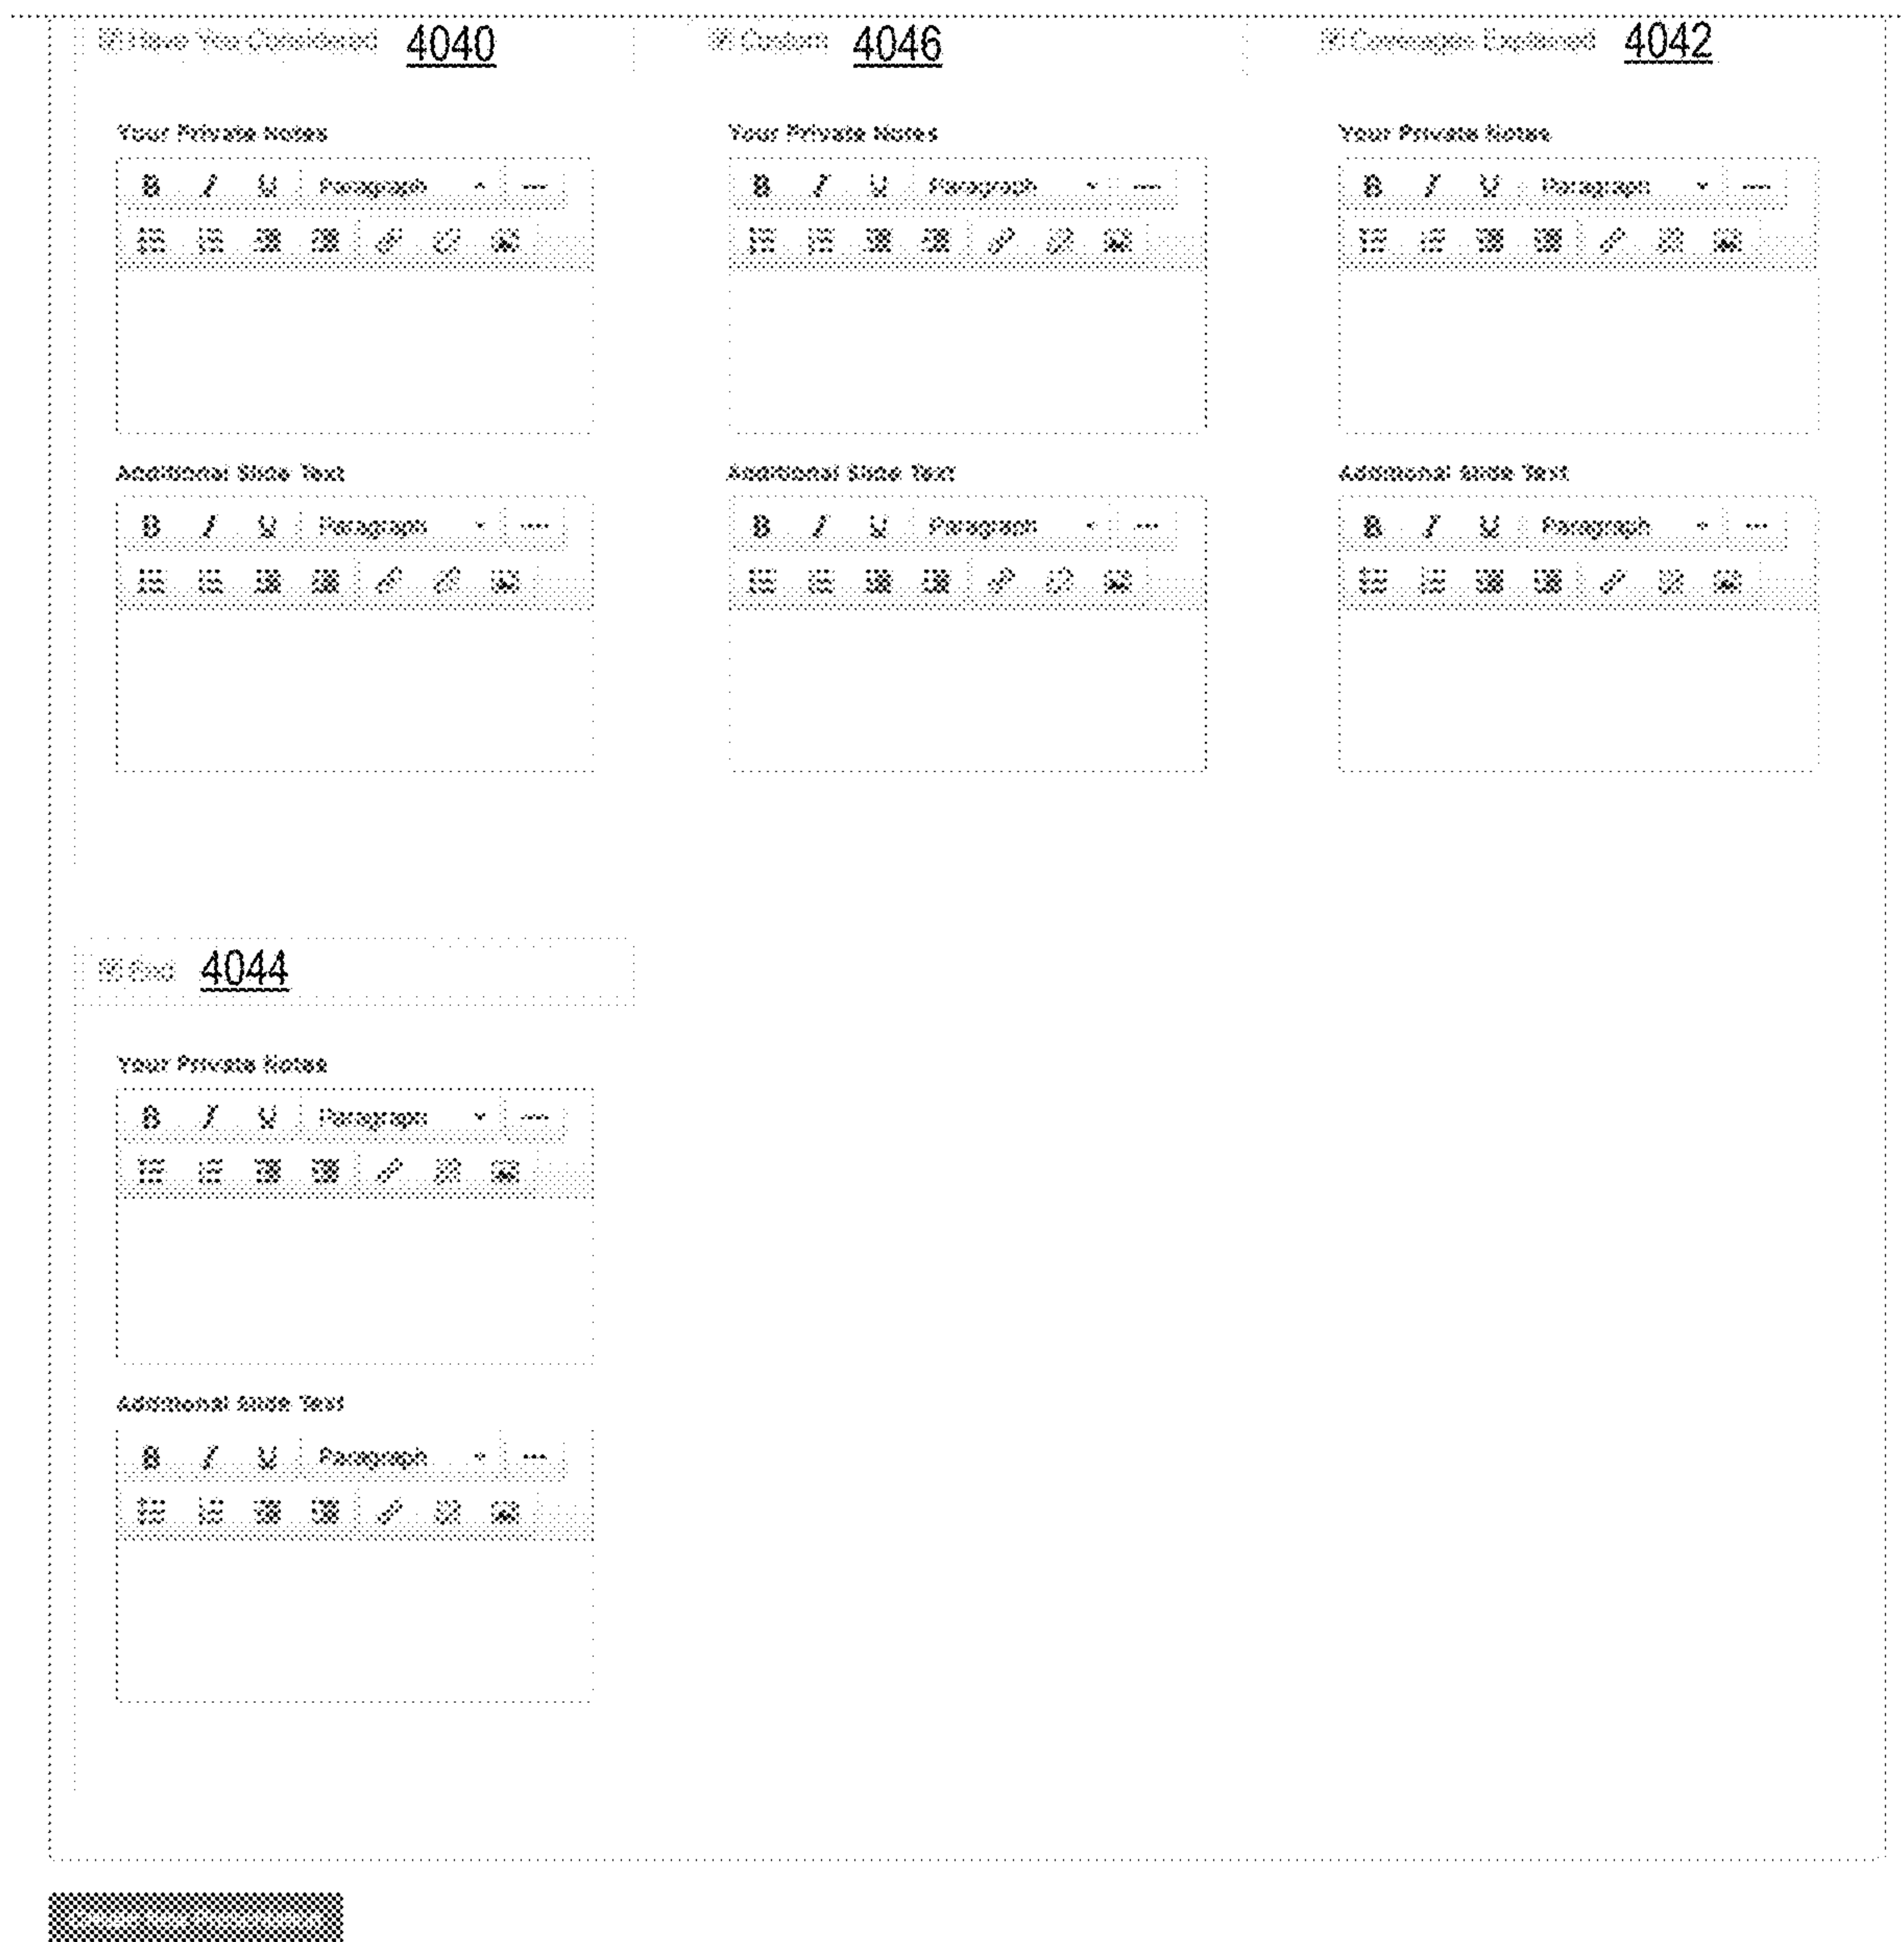 Have You Considered 4040 Custom 4046 Coverages Explained 4042
Your Private Notes Your Private Notes Your Private Notes
B I U Paragraph ... B I U Paragraph ... B I U Paragraph ...
Additional Slide Text Additional Slide Text Additional Slide Text
B I U Paragraph ... B I U Paragraph ... B I U Paragraph ...
End 4044
Your Private Notes
B I U Paragraph ...
Additional Slide Text
B I U Paragraph ...